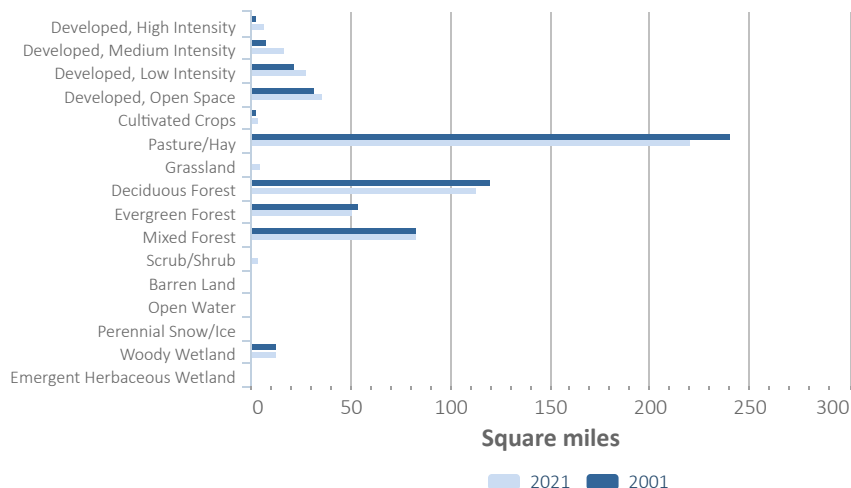 Developed, High Intensity
Developed, Medium Intensity
Developed, Low Intensity
Developed, Open Space
Cultivated Crops
Pasture/Hay
Grassland
Deciduous Forest
Evergreen Forest
Mixed Forest
Scrub/Shrub
Barren Land
Open Water
Perennial Snow/Ice
Woody Wetland
Emergent Herbaceous Wetland
0 50 100 150 200 250 300
Square miles
2021 2001